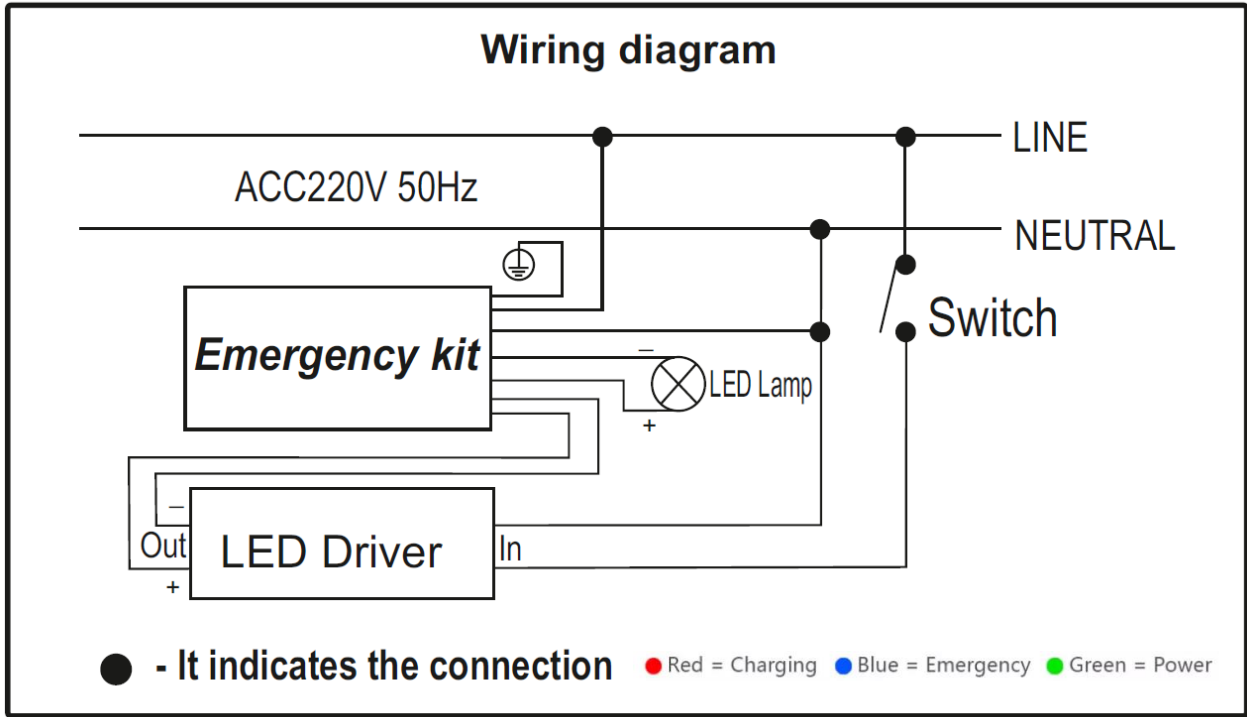 Wiring diagram
LINE
ACC220V 50Hz
NEUTRAL
Switch
Emergency kit
–
LED Lamp
+
–
Out
LED Driver
In
+
- It indicates the connection
Red = Charging
Blue = Emergency
Green = Power